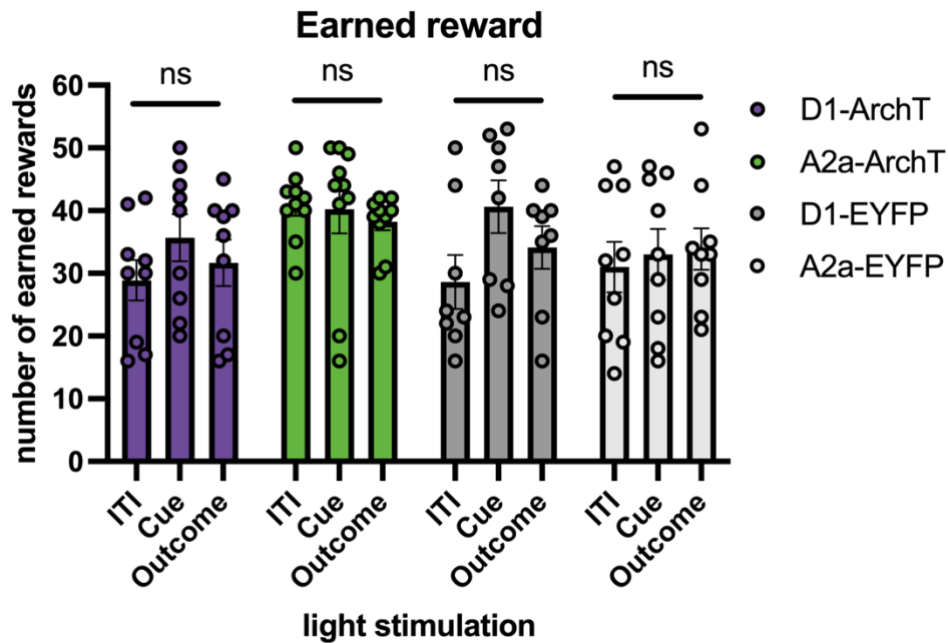 Earned reward
ns ns ns ns
number of earned rewards
60
50
40
30
20
10
0
ITI Cue Outcome ITI Cue Outcome ITI Cue Outcome ITI Cue Outcome
light stimulation
D1-ArchT
A2a-ArchT
D1-EYFP
A2a-EYFP